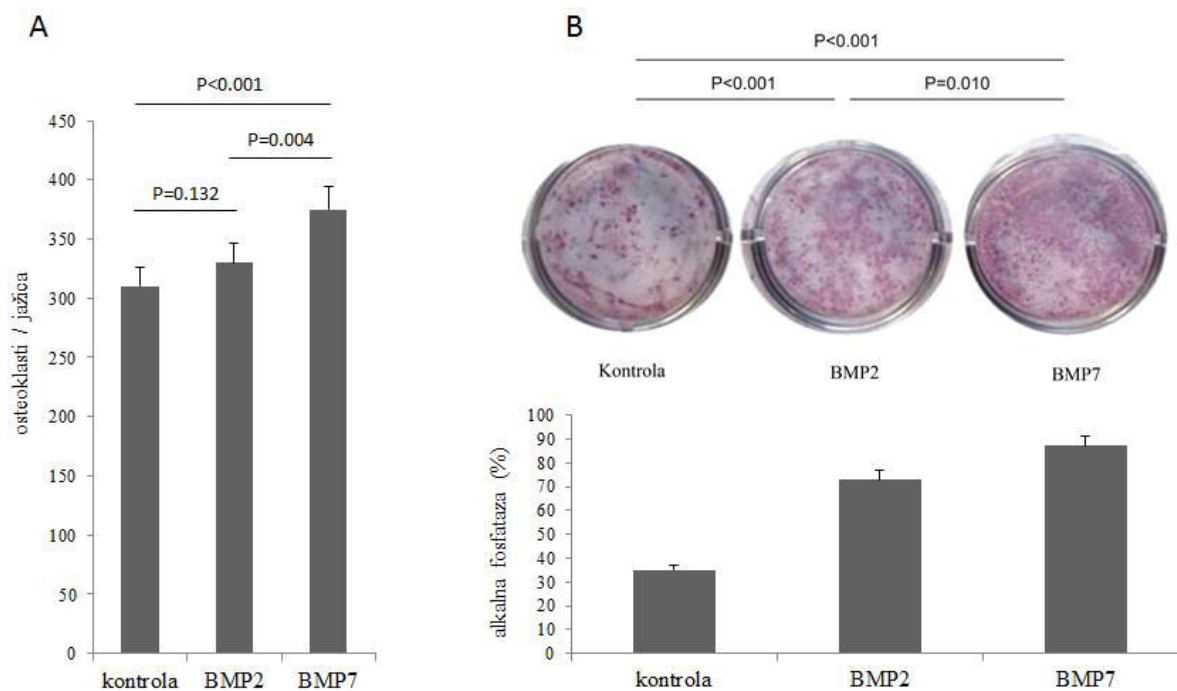 A
P<0.001
P=0.004
P=0.132
450
400
350
300
250
200
150
100
50
0
osteoklasti / jažica
kontrola BMP2 BMP7
B
P<0.001
P<0.001 P=0.010
Kontrola BMP2 BMP7
100
90
80
70
60
50
40
30
20
10
0
alkalna fosfataza (%)
kontrola BMP2 BMP7